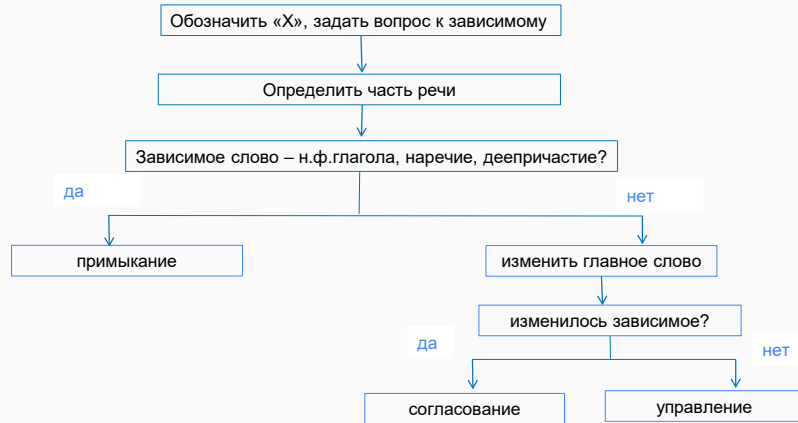 Обозначить «Х», задать вопрос к зависимому
Определить часть речи
Зависимое слово – н.ф.глагола, наречие, деепричастие?
да
нет
примыкание
изменить главное слово
изменилось зависимое?
да
нет
согласование
управление